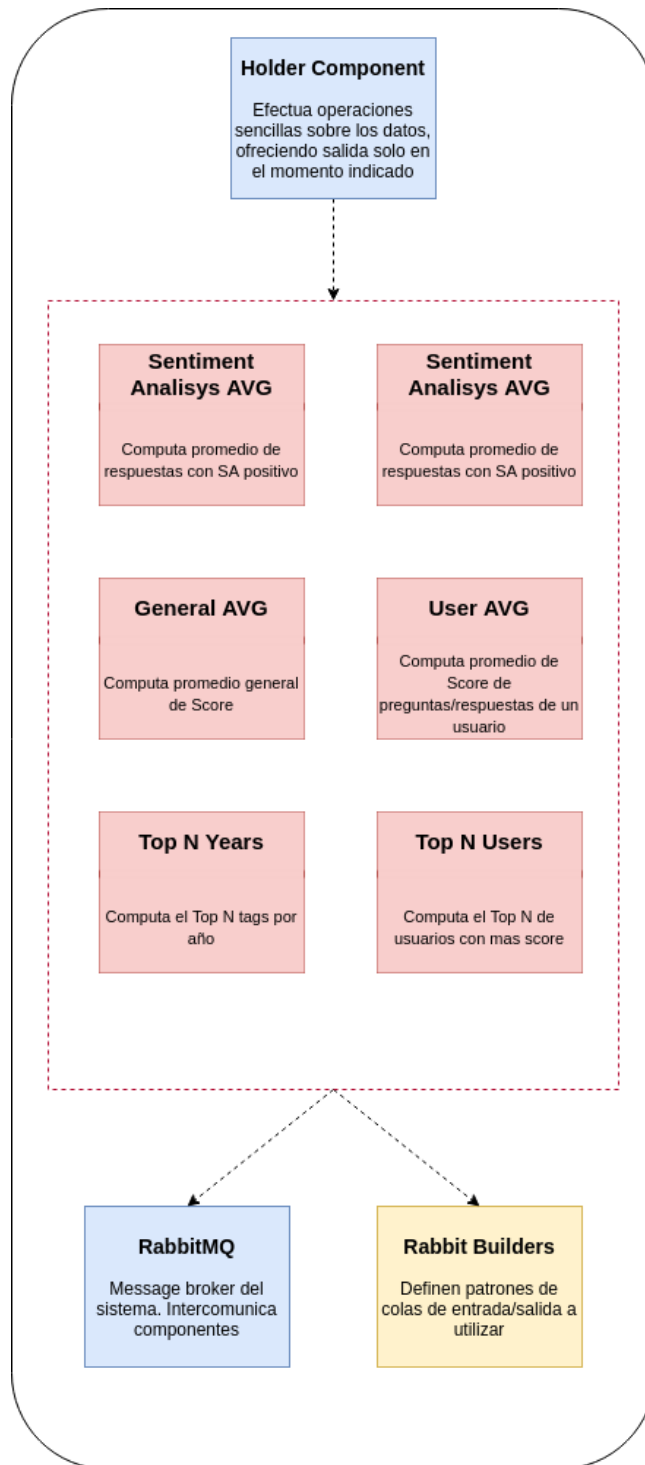 Holder Component
Efectua operaciones
sencillas sobre los datos,
ofreciendo salida solo en
el momento indicado
Sentiment
Analisys AVG
Computa promedio de
respuestas con SA positivo
Sentiment
Analisys AVG
Computa promedio de
respuestas con SA positivo
General AVG
Computa promedio general
de Score
User AVG
Computa promedio de
Score de
preguntas/respuestas de un
usuario
Top N Years
Computa el Top N tags por
año
Top N Users
Computa el Top N de
usuarios con mas score
RabbitMQ
Message broker del
sistema. Intercomunica
componentes
Rabbit Builders
Definen patrones de
colas de entrada/salida a
utilizar